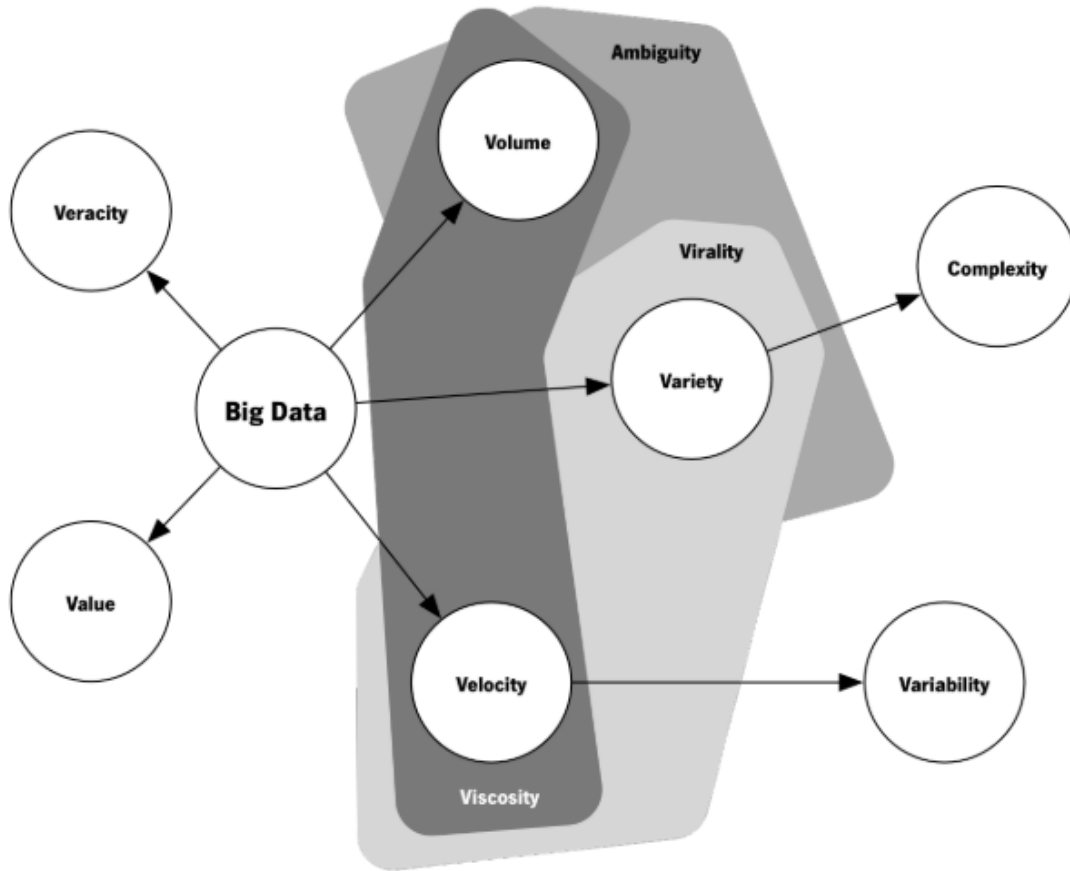 Ambiguity
Volume
Veracity
Virality
Complexity
Variety
Big Data
Value
Velocity
Variability
Viscosity